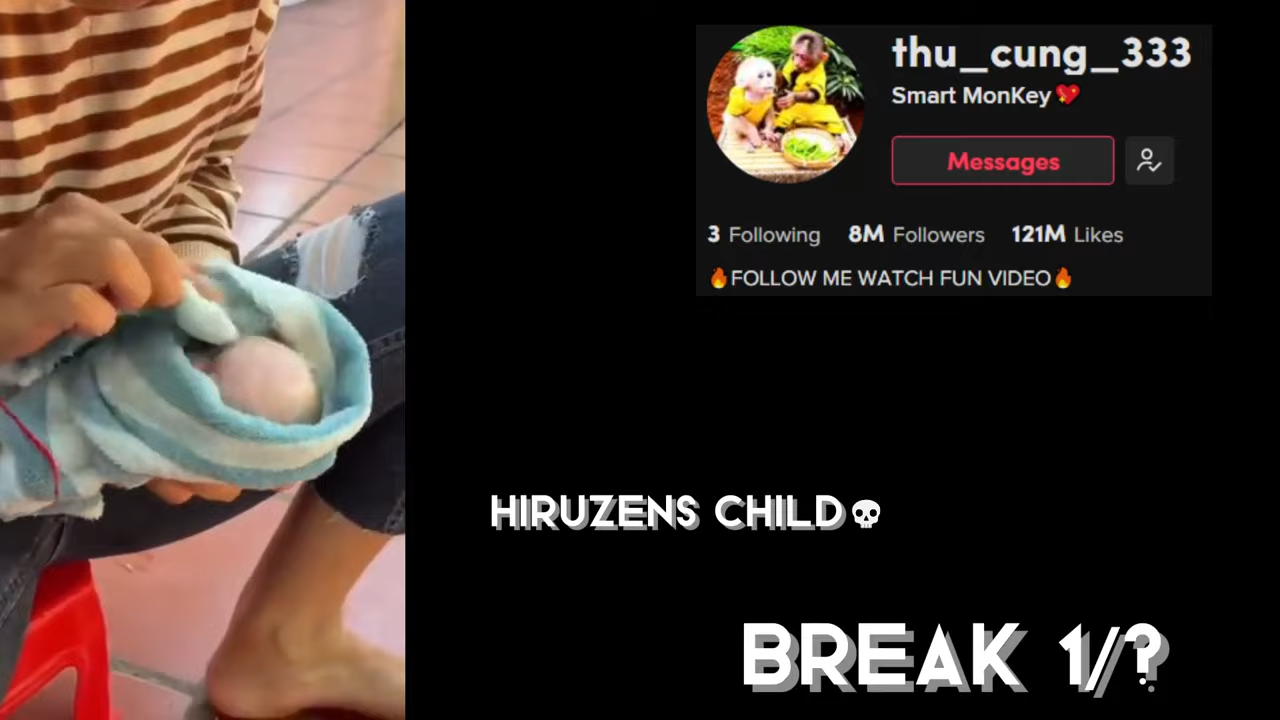 thu_cung_333
Smart MonKey💖
Messages
3 Following 8M Followers 121M Likes
🔥FOLLOW ME WATCH FUN VIDEO🔥
HIRUZENS CHILD💀
BREAK 1/?